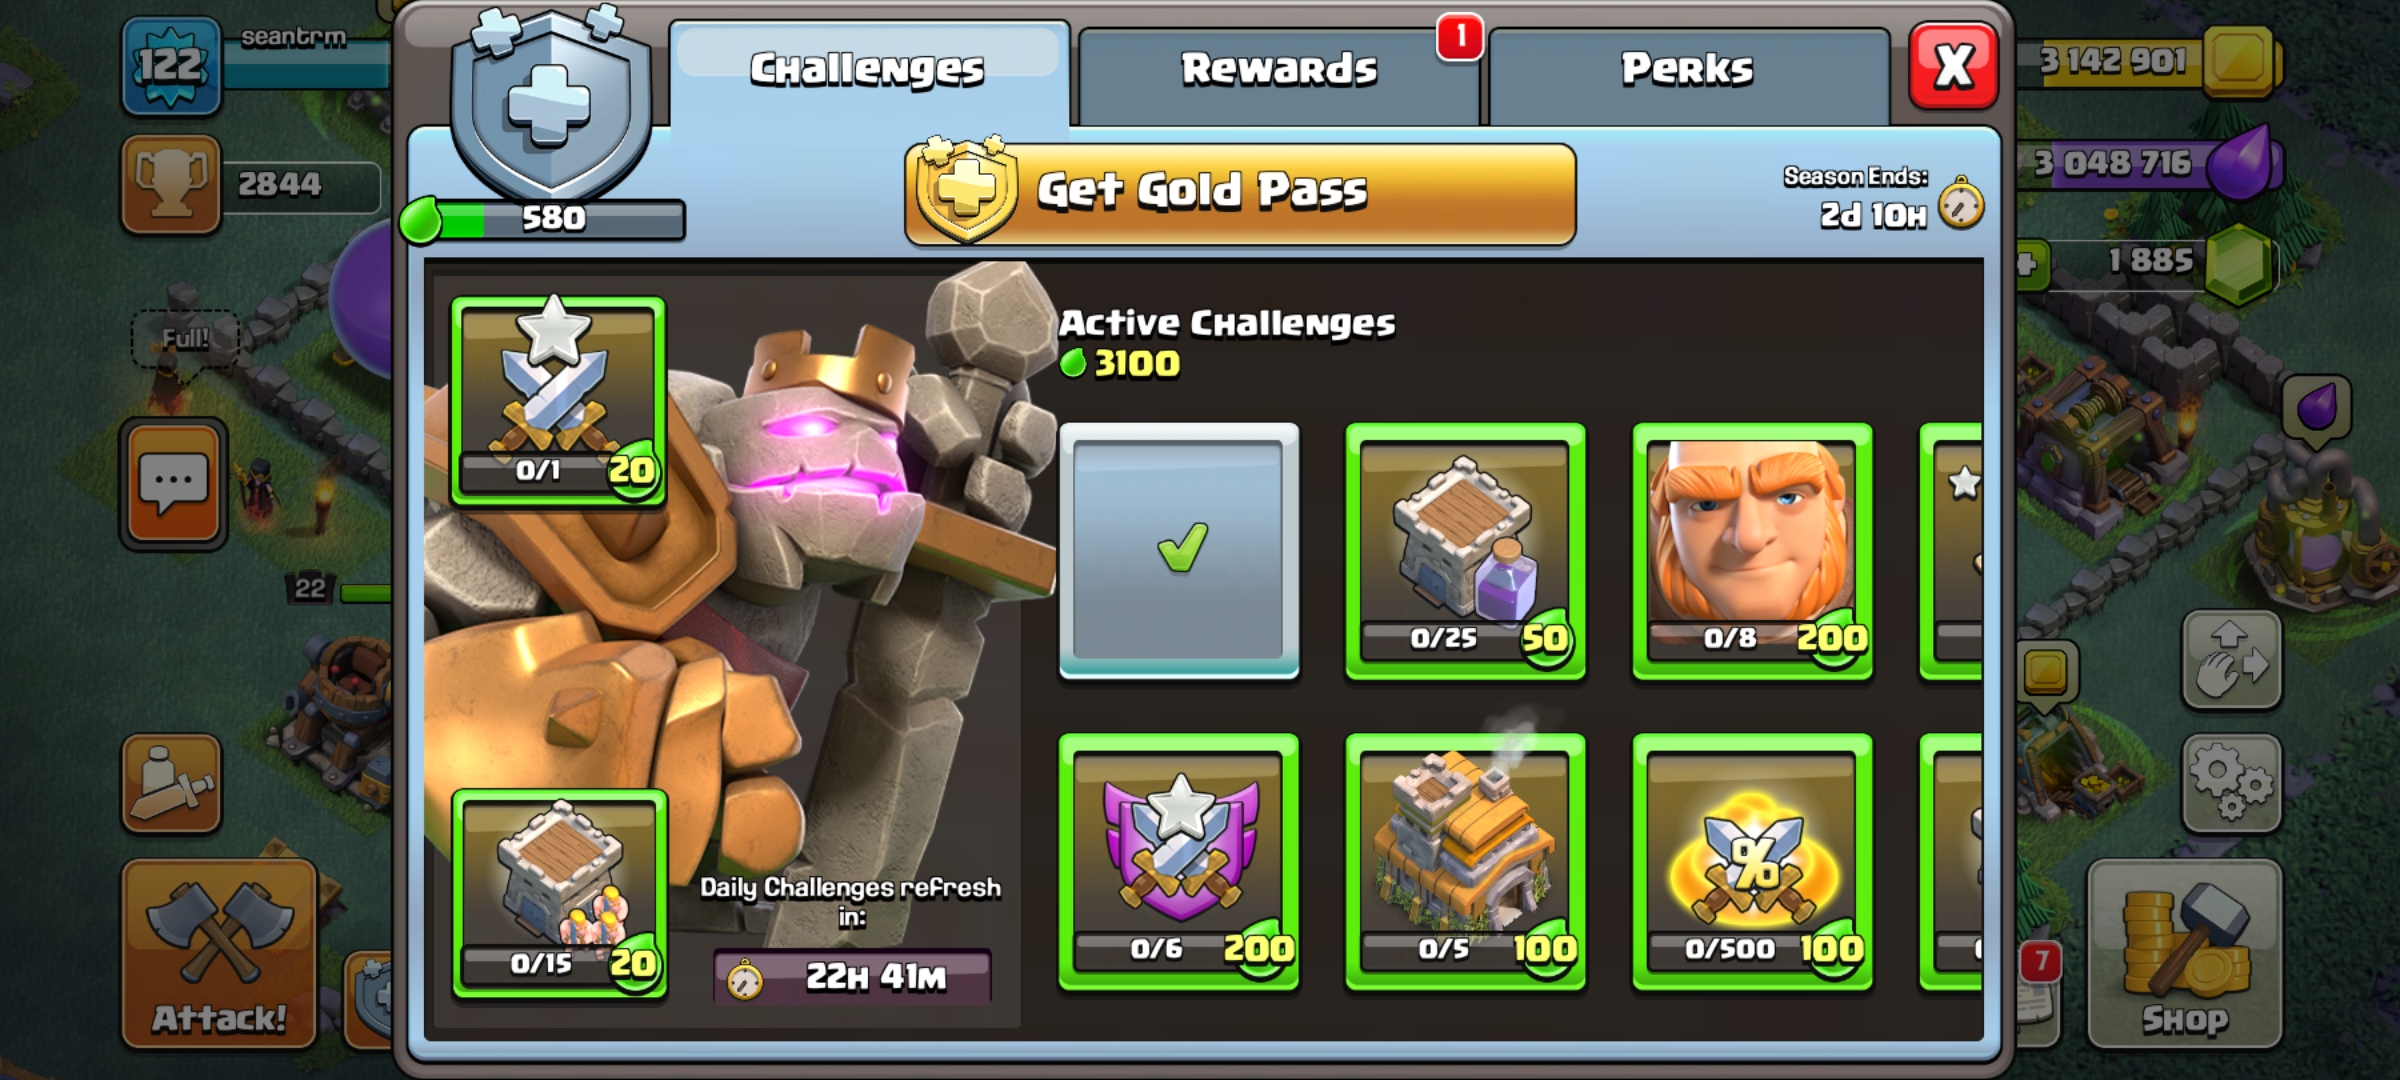 122
seantrm
Challenges
Rewards
1
Perks
X
3 142 901
2844
580
Get Gold Pass
Season Ends:
2d 10H
3 048 716
1 885
Full!
Active Challenges
3100
0/1
20
22
0/25
50
0/8
200
0/6
200
0/5
100
%
0/500
100
Daily Challenges refresh
in:
0/15
20
22H 41M
7
Attack!
Shop